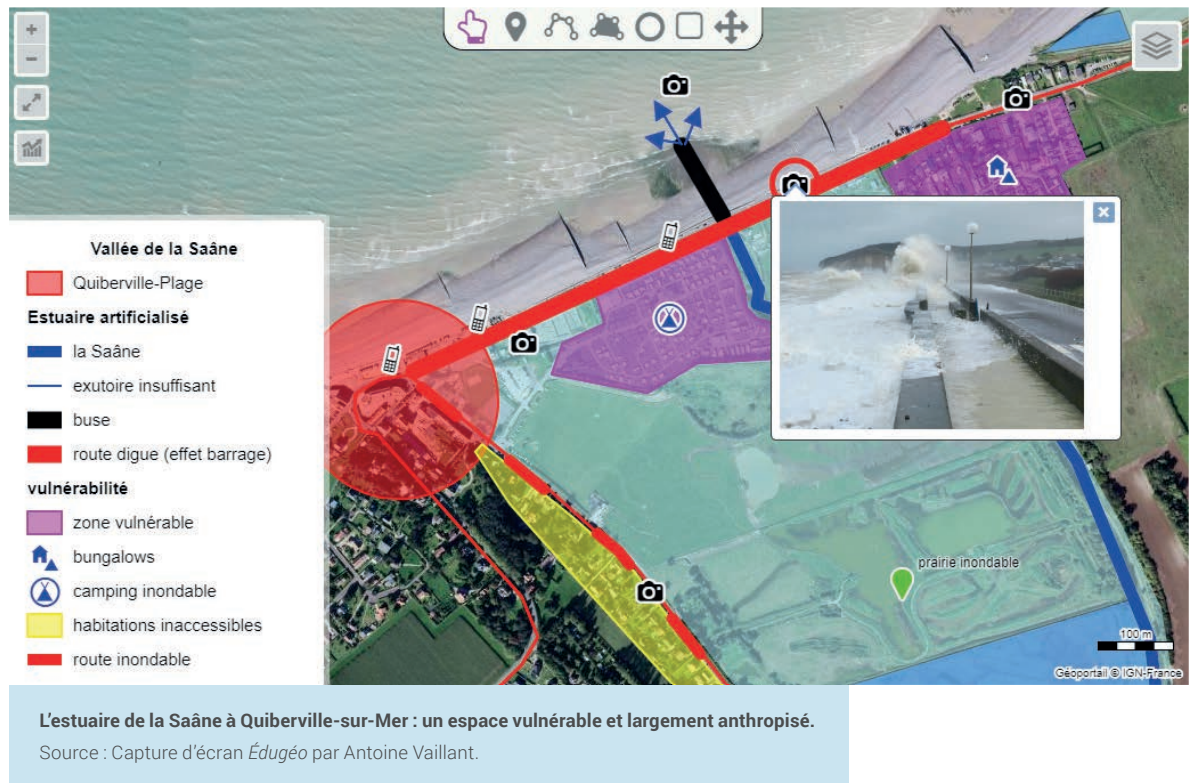 +
−
Vallée de la Saâne
Quiberville-Plage
Estuaire artificialisé
la Saâne
exutoire insuffisant
buse
route digue (effet barrage)
vulnérabilité
zone vulnérable
bungalows
camping inondable
habitations inaccessibles
route inondable
prairie inondable
100 m
Géoportail © IGN-France
L'estuaire de la Saâne à Quiberville-sur-Mer : un espace vulnérable et largement anthropisé.
Source : Capture d'écran Édugéo par Antoine Vaillant.